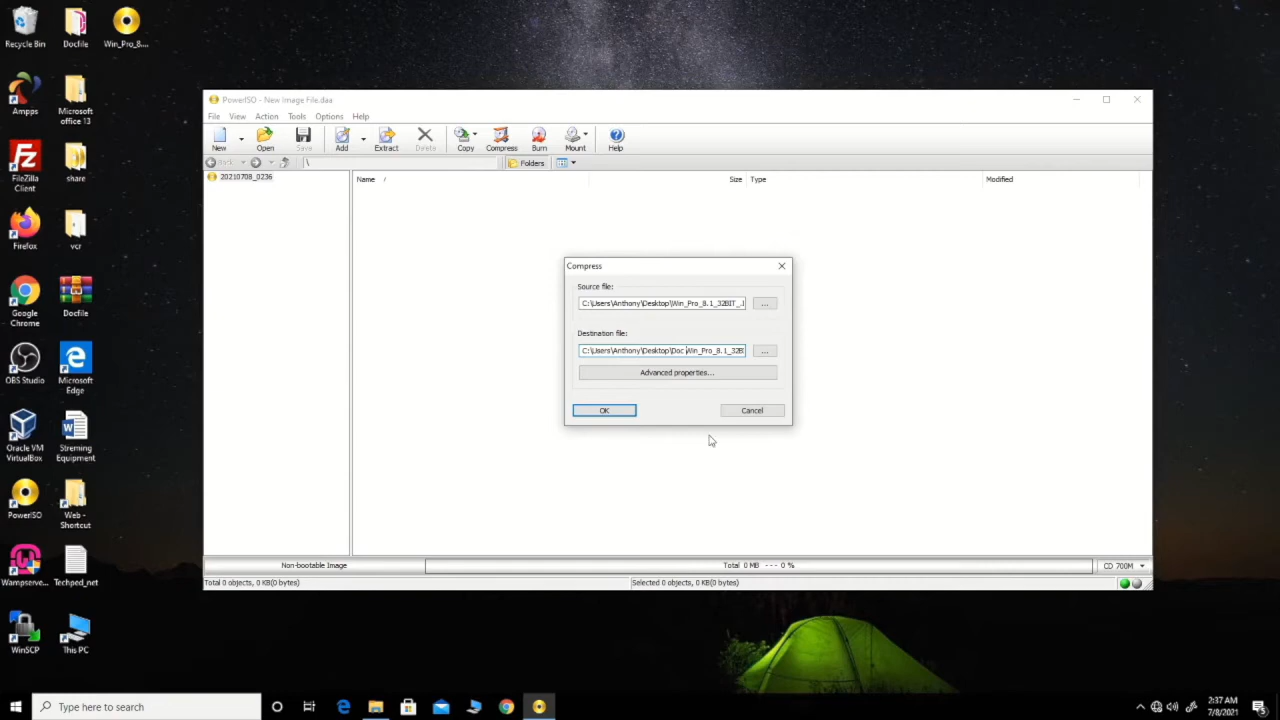 Recycle Bin
Docfile
Win_Pro_8....
Ampps
Microsoft
office 13
FileZilla
Client
share
Firefox
vcr
Google
Chrome
Docfile
OBS Studio
Microsoft
Edge
Oracle VM
VirtualBox
Streming
Equipment
PowerISO
Web -
Shortcut
Wampserve...
Techped_net
WinSCP
This PC
PowerISO - New Image File.daa
File View Action Tools Options Help
New Open Save Add Extract Delete Copy Compress Burn Mount Help
Back \ Folders
20210708_0236
Name / Size Type Modified
Compress
Source file:
C:\Users\Anthony\Desktop\Win_Pro_8.1_32BIT_.I
...
Destination file:
C:\Users\Anthony\Desktop\Doc Win_Pro_8.1_32B
...
Advanced properties...
OK Cancel
Non-bootable Image Total 0 MB --- 0 % CD 700M
Total 0 objects, 0 KB(0 bytes) Selected 0 objects, 0 KB(0 bytes)
Type here to search
2:37 AM
7/8/2021
5